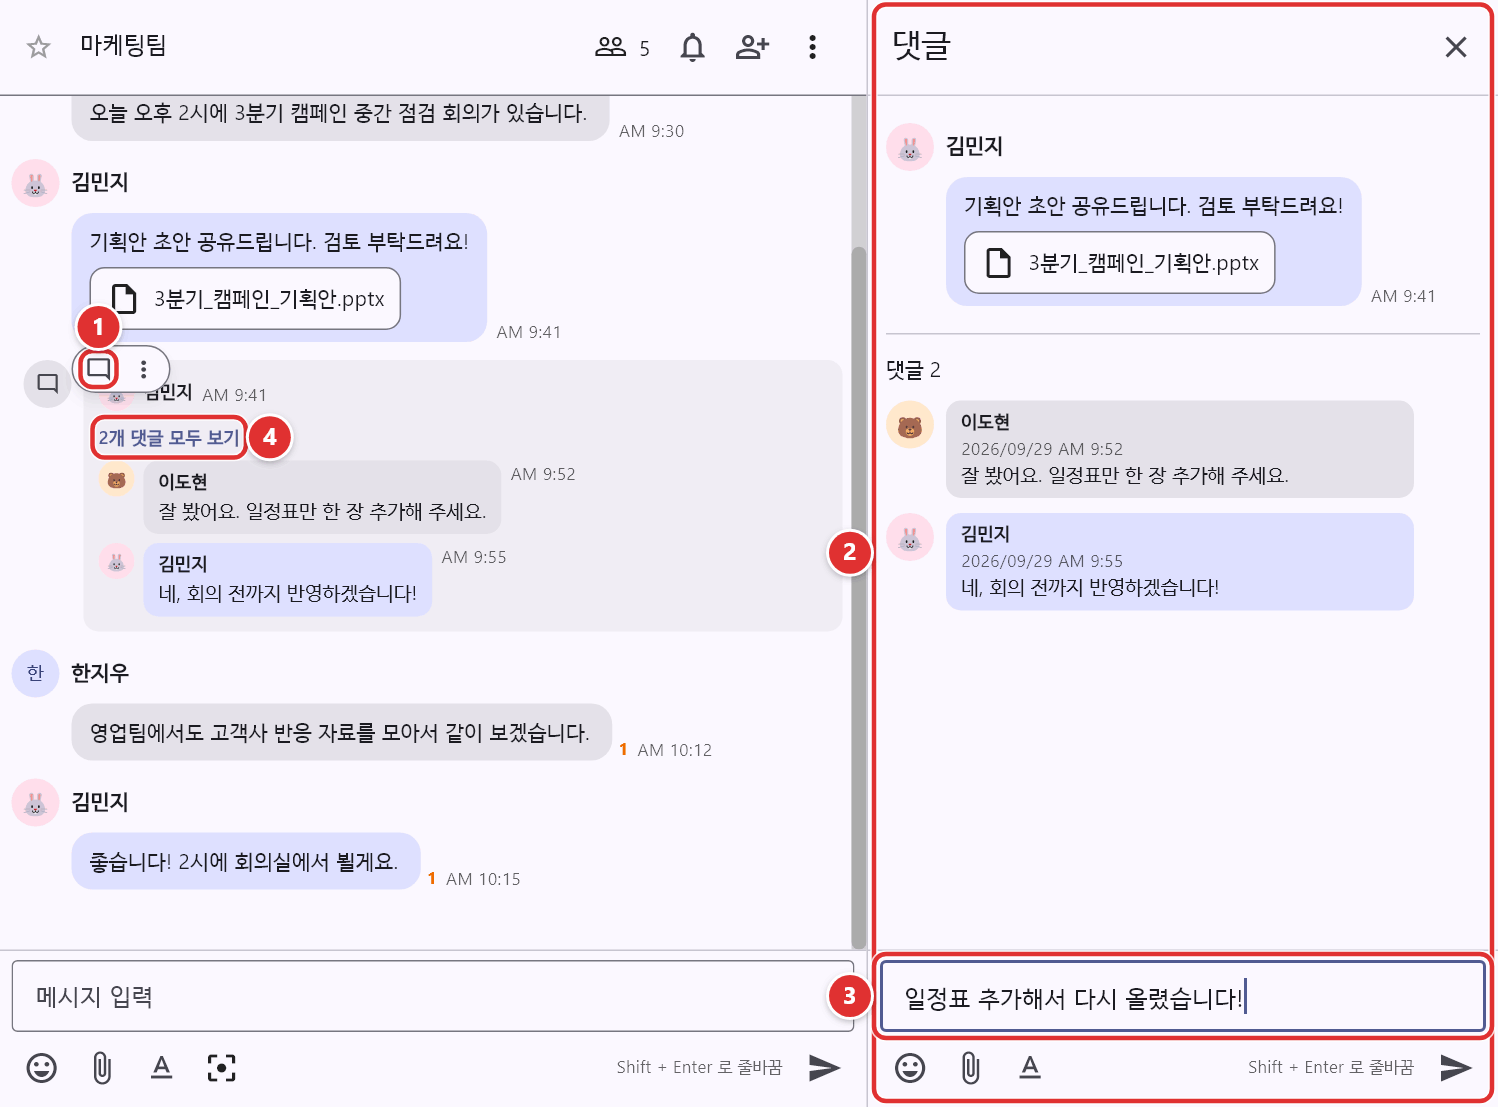 마케팅팀
5
오늘 오후 2시에 3분기 캠페인 중간 점검 회의가 있습니다.
AM 9:30
김민지
기획안 초안 공유드립니다. 검토 부탁드려요!
3분기_캠페인_기획안.pptx
AM 9:41
1
김민지
AM 9:41
2개 댓글 모두 보기
4
이도현
잘 봤어요. 일정표만 한 장 추가해 주세요.
AM 9:52
김민지
네, 회의 전까지 반영하겠습니다!
AM 9:55
한
한지우
영업팀에서도 고객사 반응 자료를 모아서 같이 보겠습니다.
1 AM 10:12
김민지
좋습니다! 2시에 회의실에서 뵐게요.
1 AM 10:15
메시지 입력
Shift + Enter 로 줄바꿈
2
댓글
김민지
기획안 초안 공유드립니다. 검토 부탁드려요!
3분기_캠페인_기획안.pptx
AM 9:41
댓글 2
이도현
2026/09/29 AM 9:52
잘 봤어요. 일정표만 한 장 추가해 주세요.
김민지
2026/09/29 AM 9:55
네, 회의 전까지 반영하겠습니다!
3
일정표 추가해서 다시 올렸습니다!
Shift + Enter 로 줄바꿈